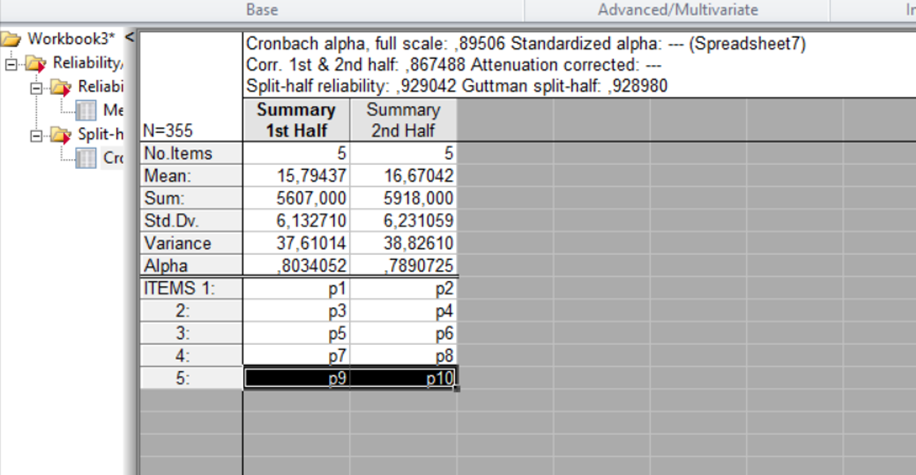 Base Advanced/Multivariate
Workbook3*
Reliability/
Reliabi
Me
Split-h
Cro
Cronbach alpha, full scale: ,89506 Standardized alpha: --- (Spreadsheet7)
Corr. 1st & 2nd half: ,867488 Attenuation corrected: ---
Split-half reliability: ,929042 Guttman split-half: ,928980
N=355 Summary 1st Half Summary 2nd Half
No.Items 5 5
Mean: 15,79437 16,67042
Sum: 5607,000 5918,000
Std.Dv. 6,132710 6,231059
Variance 37,61014 38,82610
Alpha ,8034052 ,7890725
ITEMS 1: p1 p2
2: p3 p4
3: p5 p6
4: p7 p8
5: p9 p10